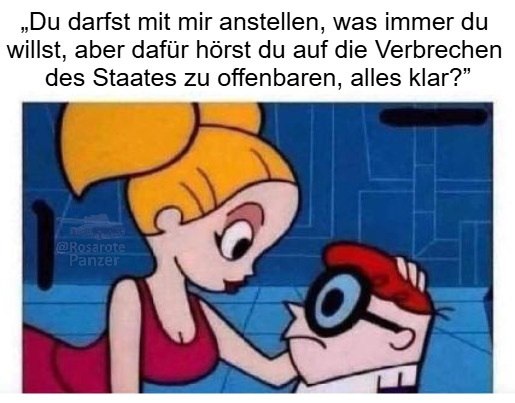 „Du darfst mit mir anstellen, was immer du
willst, aber dafür hörst du auf die Verbrechen
des Staates zu offenbaren, alles klar?”
@Rosarote
Panzer